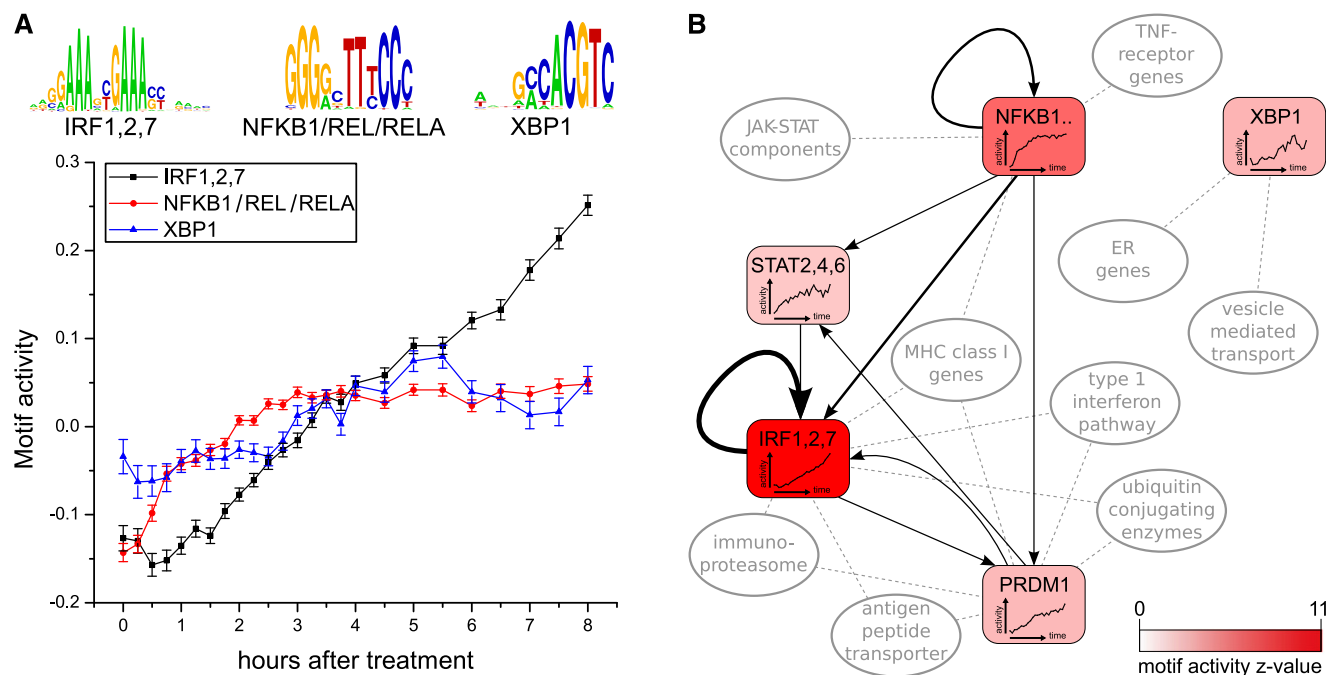 A
IRF1,2,7
NFKB1/REL/RELA
XBP1
IRF1,2,7
NFKB1/REL/RELA
XBP1
0.3
0.2
0.1
0.0
-0.1
-0.2
Motif activity
0 1 2 3 4 5 6 7 8
hours after treatment
B
TNF-
receptor
genes
NFKB1..
activity
time
JAK-STAT
components
XBP1
activity
time
ER
genes
STAT2,4,6
activity
time
vesicle
mediated
transport
MHC class I
genes
type 1
interferon
pathway
IRF1,2,7
activity
time
ubiquitin
conjugating
enzymes
immuno-
proteasome
PRDM1
activity
time
antigen
peptide
transporter
0 11
motif activity z-value